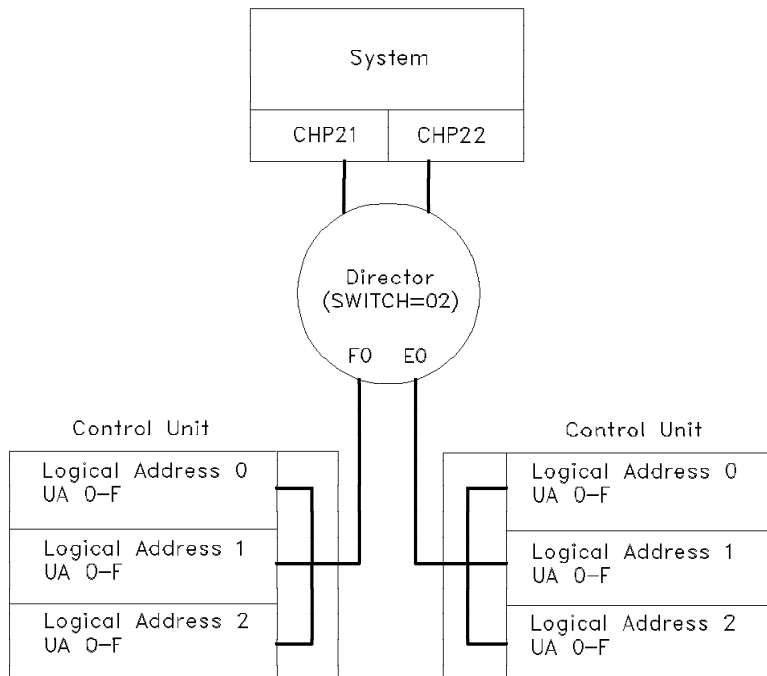 System
CHP21 CHP22
Director
(SWITCH=02)
F0 E0
Control Unit
Logical Address 0
UA 0-F
Logical Address 1
UA 0-F
Logical Address 2
UA 0-F
Control Unit
Logical Address 0
UA 0-F
Logical Address 1
UA 0-F
Logical Address 2
UA 0-F